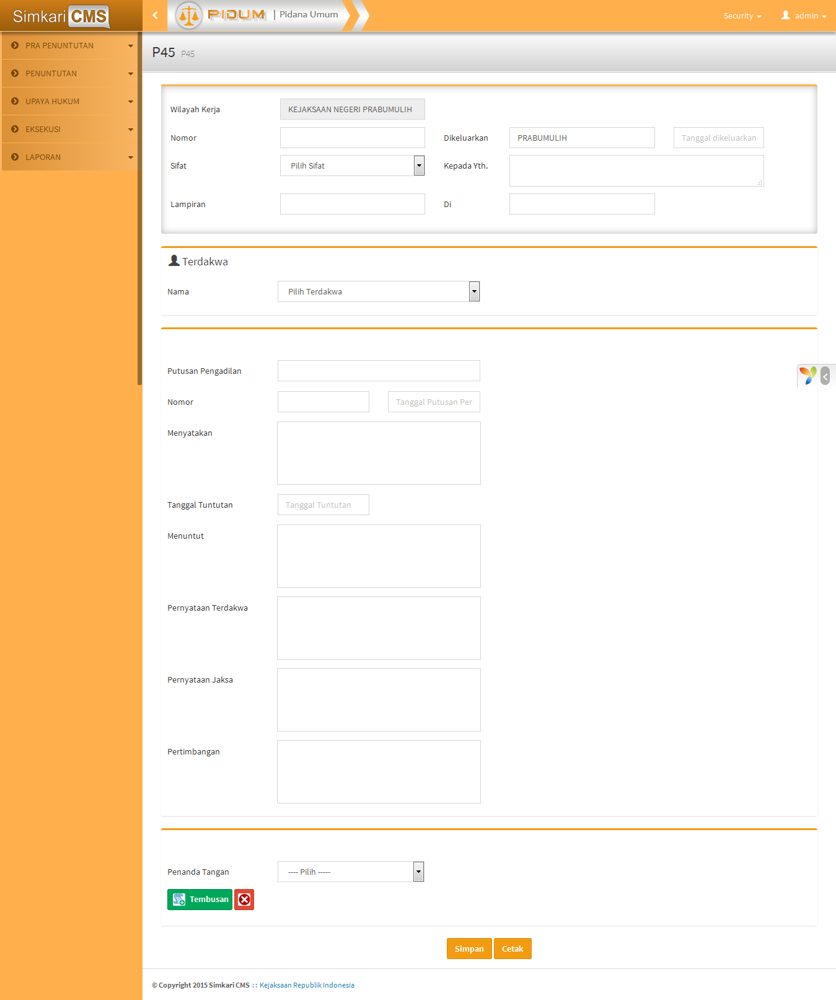 Simkari CMS
PIDUM | Pidana Umum
Security
admin
PRA PENUNTUTAN
PENUNTUTAN
UPAYA HUKUM
EKSEKUSI
LAPORAN
P45 P45
Wilayah Kerja KEJAKSAAN NEGERI PRABUMULIH
Nomor Dikeluarkan PRABUMULIH Tanggal dikeluarkan
Sifat Pilih Sifat Kepada Yth.
Lampiran Di
Terdakwa
Nama Pilih Terdakwa
Putusan Pengadilan
Nomor Tanggal Putusan Per
Menyatakan
Tanggal Tuntutan Tanggal Tuntutan
Menuntut
Pernyataan Terdakwa
Pernyataan Jaksa
Pertimbangan
Penanda Tangan ---- Pilih -----
Tembusan
Simpan Cetak
© Copyright 2015 Simkari CMS :: Kejaksaan Republik Indonesia